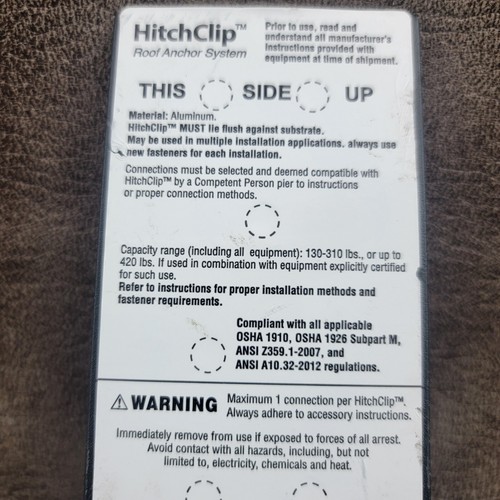 HitchClip™
Roof Anchor System
Prior to use, read and
understand all manufacturer's
instructions provided with
equipment at time of shipment.
THIS SIDE UP
Material: Aluminum.
HitchClip™ MUST lie flush against substrate.
May be used in multiple installation applications. always use
new fasteners for each installation.
Connections must be selected and deemed compatible with
HitchClip™ by a Competent Person pier to instructions
or proper connection methods.
Capacity range (including all equipment): 130-310 lbs., or up to
420 lbs. If used in combination with equipment explicitly certified
for such use.
Refer to instructions for proper installation methods and
fastener requirements.
Compliant with all applicable
OSHA 1910, OSHA 1926 Subpart M,
ANSI Z359.1-2007, and
ANSI A10.32-2012 regulations.
⚠WARNING
Maximum 1 connection per HitchClip™.
Always adhere to accessory instructions.
Immediately remove from use if exposed to forces of all arrest.
Avoid contact with all hazards, including, but not
limited to, electricity, chemicals and heat.